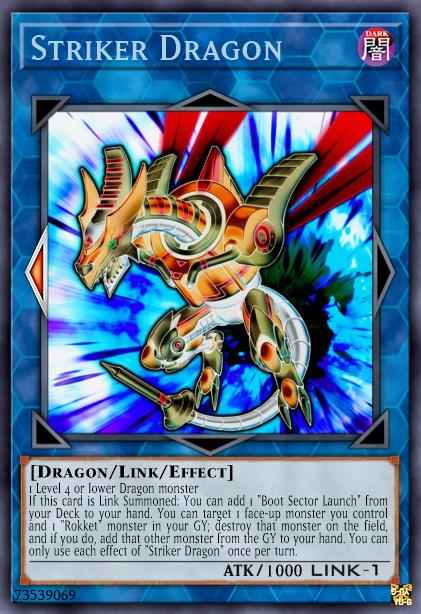 STRIKER DRAGON
DARK
闇
[DRAGON/LINK/EFFECT]
1 Level 4 or lower Dragon monster
If this card is Link Summoned: You can add 1 "Boot Sector Launch" from
your Deck to your hand. You can target 1 face-up monster you control
and 1 "Rokket" monster in your GY; destroy that monster on the field,
and if you do, add that other monster from the GY to your hand. You can
only use each effect of "Striker Dragon" once per turn.
ATK/1000 LINK-1
73539069